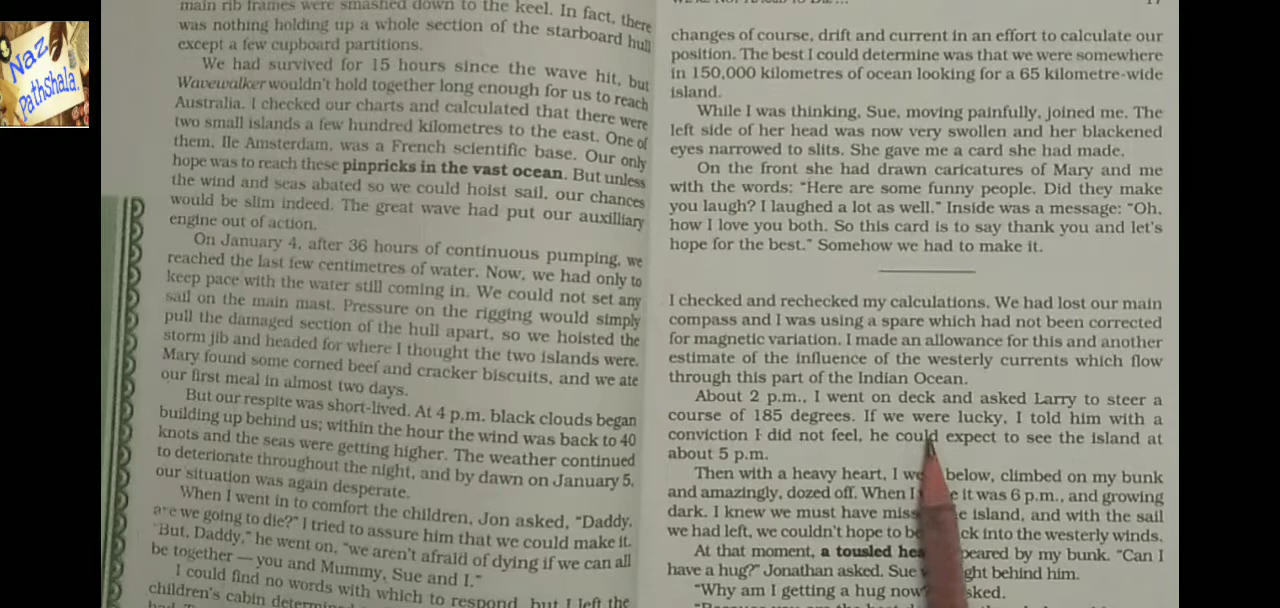 Naz
Pathshala.
main rib frames were smashed down to the keel. In fact, there
was nothing holding up a whole section of the starboard hull
except a few cupboard partitions.
We had survived for 15 hours since the wave hit, but
Wavewalker wouldn't hold together long enough for us to reach
Australia. I checked our charts and calculated that there were
two small islands a few hundred kilometres to the east. One of
them, Ile Amsterdam, was a French scientific base. Our only
hope was to reach these pinpricks in the vast ocean. But unless
the wind and seas abated so we could hoist sail, our chances
would be slim indeed. The great wave had put our auxilliary
engine out of action.
On January 4, after 36 hours of continuous pumping, we
reached the last few centimetres of water. Now, we had only to
keep pace with the water still coming in. We could not set any
sail on the main mast. Pressure on the rigging would simply
pull the damaged section of the hull apart, so we hoisted the
storm jib and headed for where I thought the two islands were.
Mary found some corned beef and cracker biscuits, and we ate
our first meal in almost two days.
But our respite was short-lived. At 4 p.m. black clouds began
building up behind us; within the hour the wind was back to 40
knots and the seas were getting higher. The weather continued
to deteriorate throughout the night, and by dawn on January 5,
our situation was again desperate.
When I went in to comfort the children, Jon asked, "Daddy,
are we going to die?" I tried to assure him that we could make it.
"But, Daddy," he went on, "we aren't afraid of dying if we can all
be together — you and Mummy, Sue and I."
I could find no words with which to respond, but I left the
children's cabin
changes of course, drift and current in an effort to calculate our
position. The best I could determine was that we were somewhere
in 150,000 kilometres of ocean looking for a 65 kilometre-wide
island.
While I was thinking, Sue, moving painfully, joined me. The
left side of her head was now very swollen and her blackened
eyes narrowed to slits. She gave me a card she had made.
On the front she had drawn caricatures of Mary and me
with the words: "Here are some funny people. Did they make
you laugh? I laughed a lot as well." Inside was a message: "Oh,
how I love you both. So this card is to say thank you and let's
hope for the best." Somehow we had to make it.
I checked and rechecked my calculations. We had lost our main
compass and I was using a spare which had not been corrected
for magnetic variation. I made an allowance for this and another
estimate of the influence of the westerly currents which flow
through this part of the Indian Ocean.
About 2 p.m., I went on deck and asked Larry to steer a
course of 185 degrees. If we were lucky, I told him with a
conviction I did not feel, he could expect to see the island at
about 5 p.m.
Then with a heavy heart, I we below, climbed on my bunk
and amazingly, dozed off. When I e it was 6 p.m., and growing
dark. I knew we must have miss e island, and with the sail
we had left, we couldn't hope to be ck into the westerly winds.
At that moment, a tousled hea peared by my bunk. "Can I
have a hug?" Jonathan asked. Sue ght behind him.
"Why am I getting a hug now? sked.